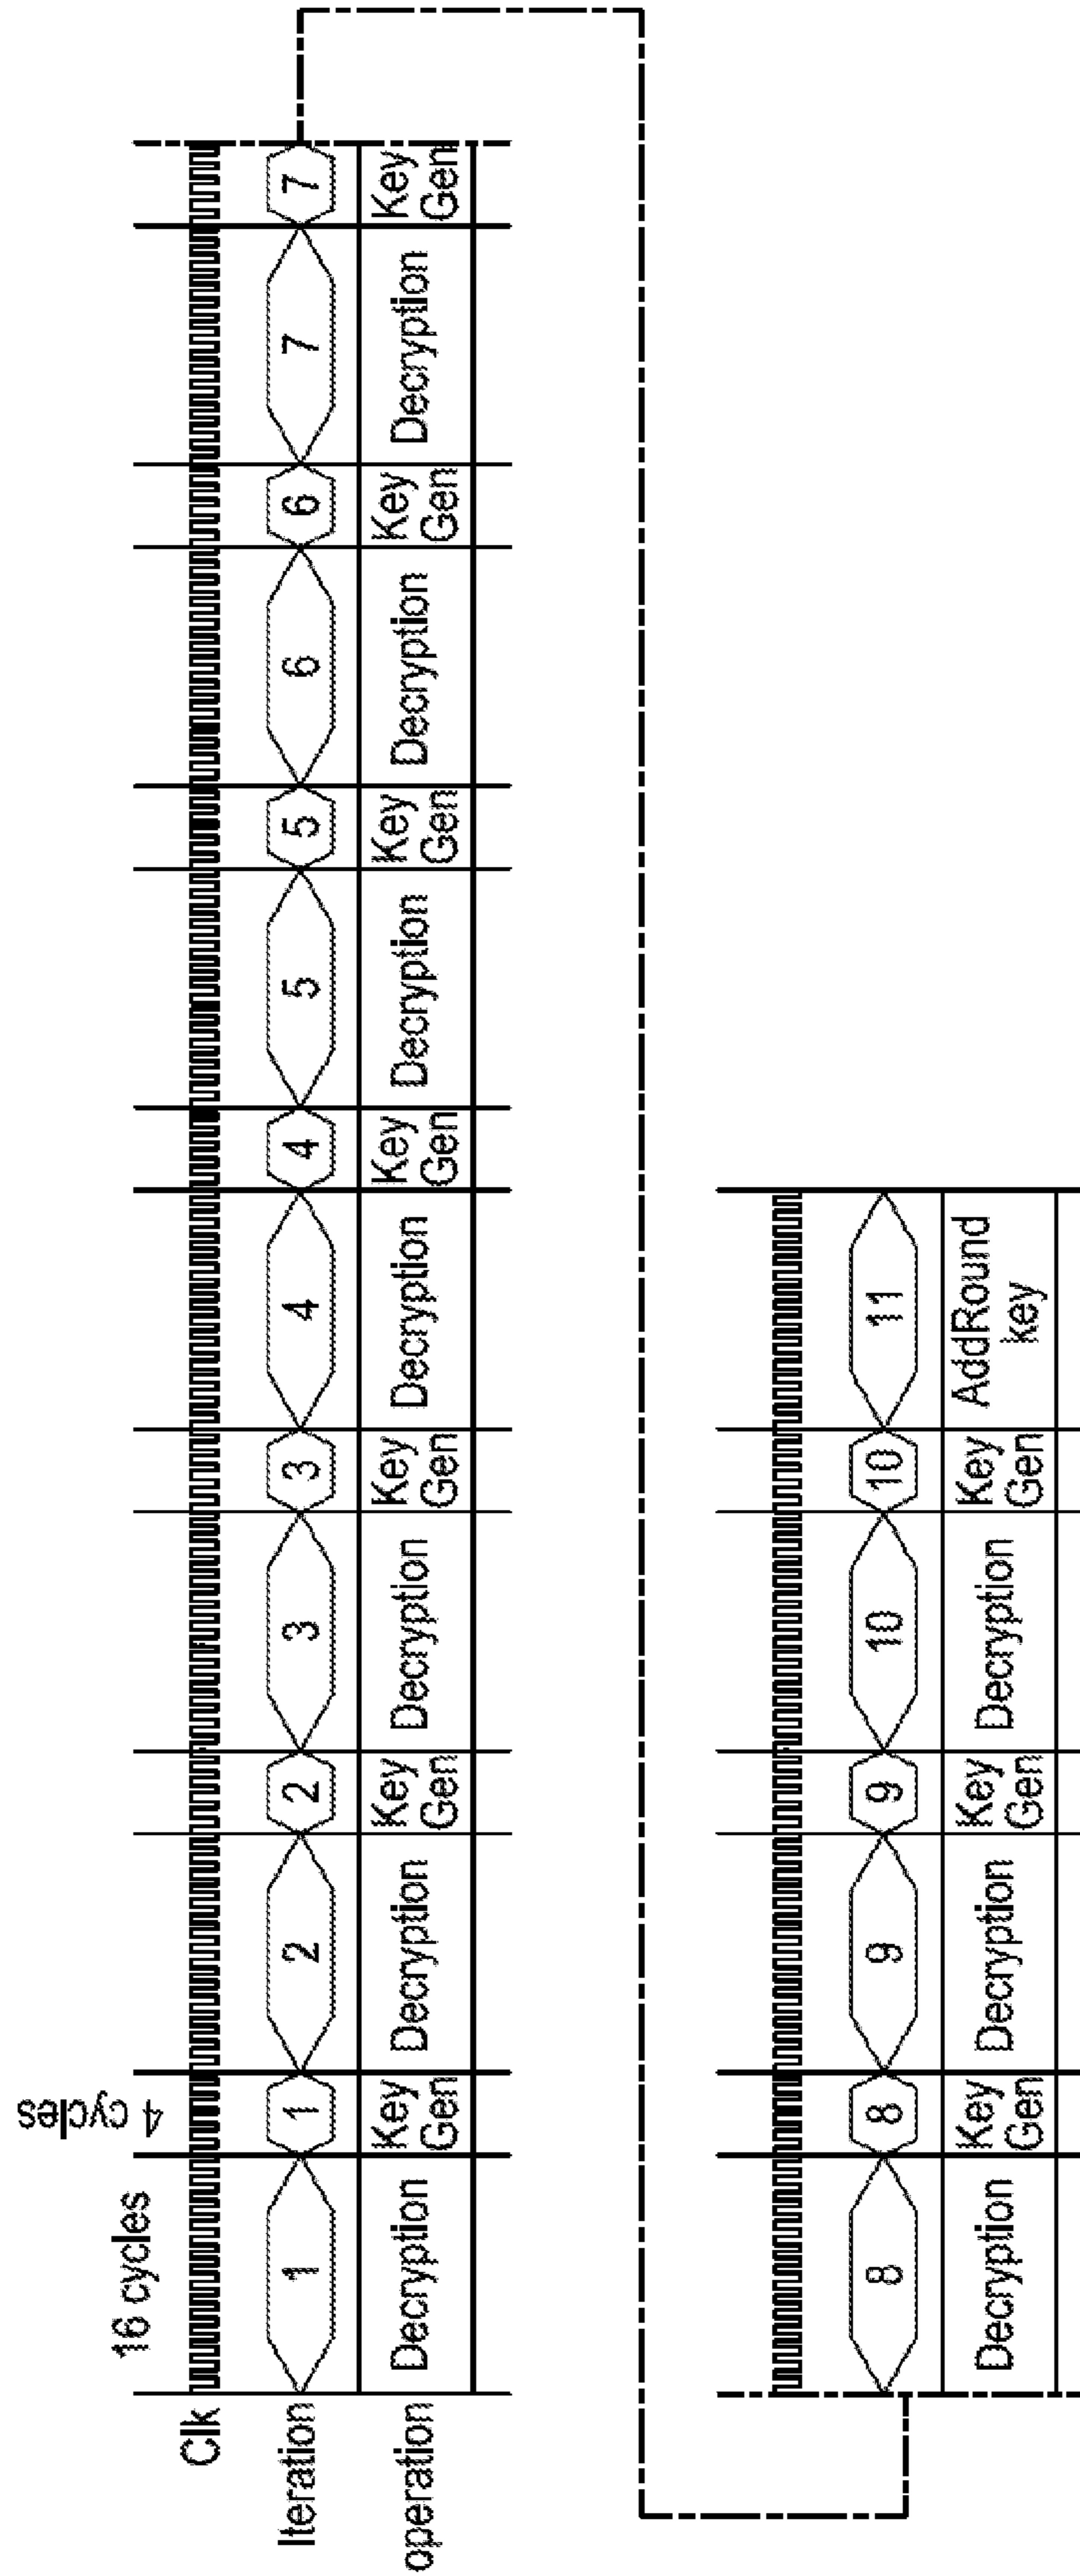 16 cycles
4 cycles
Clk
Iteration
1
1
2
2
3
3
4
4
5
5
6
6
7
7
operation
Decryption
Key
Gen
Decryption
Key
Gen
Decryption
Key
Gen
Decryption
Key
Gen
Decryption
Key
Gen
Decryption
Key
Gen
Decryption
Key
Gen
8
8
9
9
10
10
11
Decryption
Key
Gen
Decryption
Key
Gen
Decryption
Key
Gen
AddRound
key